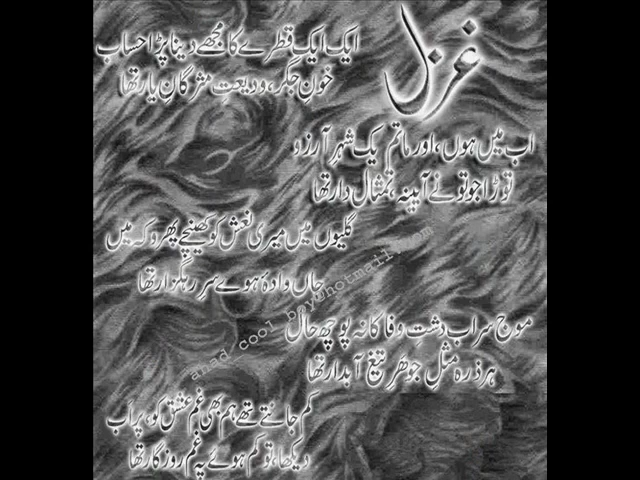 غزل
ایک ایک قطرے کا مجھے دینا پڑا حساب
خونِ جگر، ودیعتِ مژگانِ یار تھا
اب میں ہوں، اور ماتم یک شہرِ آرزو
توڑا جو تو نے آئینہ، تمثال دار تھا
گلیوں میں میری نعش کو کھینچے پھرو کہ میں
جاں دادۂ ہوے سرِ رہگزار تھا
موجِ سرابِ دشتِ وفا کا نہ پوچھ حال
ہر ذرہ مثلِ جوہرِ تیغ آبدار تھا
کم جانتے تھے ہم بھی غمِ عشق کو، پر اب
دیکھا، تو کم ہوئے پہ غمِ روزگار تھا